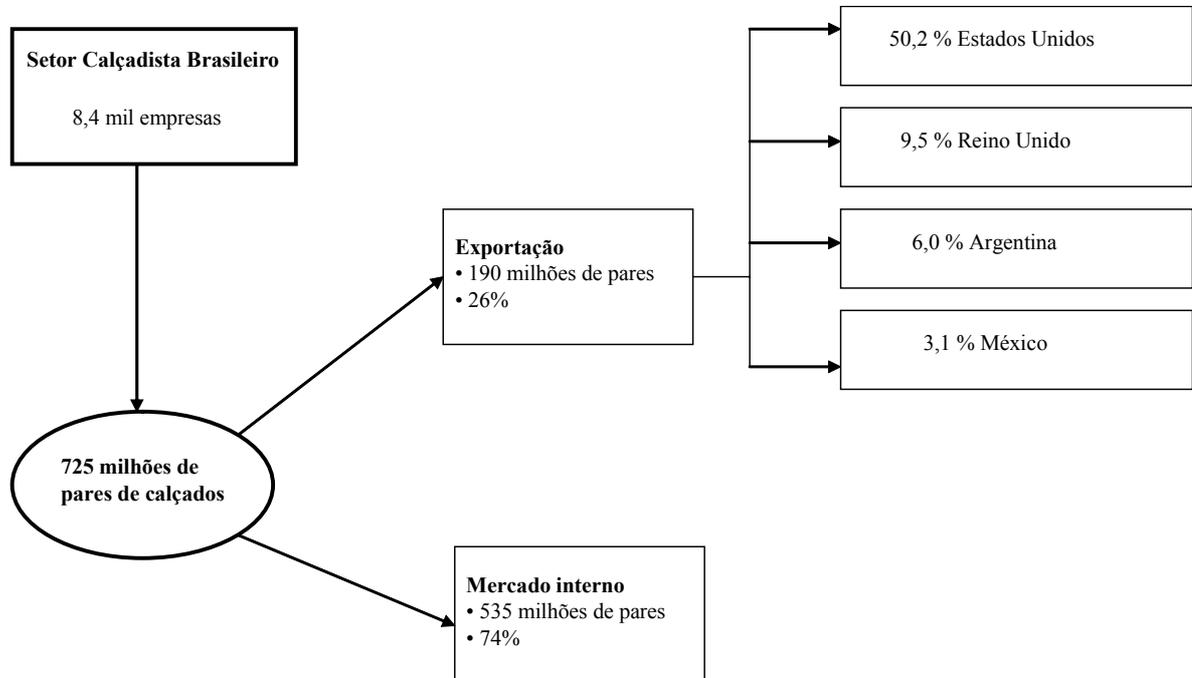 Setor Calçadista Brasileiro
8,4 mil empresas
725 milhões de
pares de calçados
Exportação
• 190 milhões de pares
• 26%
Mercado interno
• 535 milhões de pares
• 74%
50,2 % Estados Unidos
9,5 % Reino Unido
6,0 % Argentina
3,1 % México